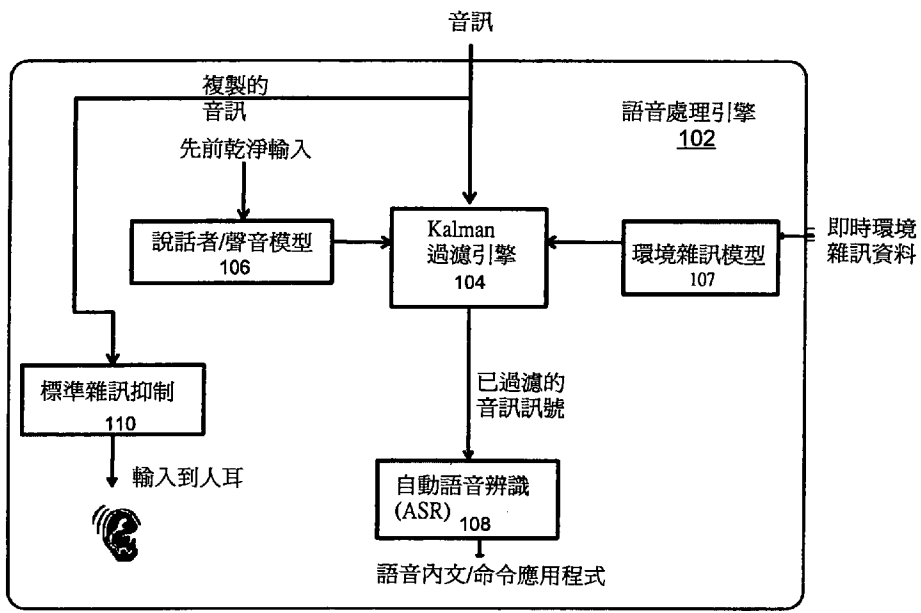 音訊
複製的
音訊
語音處理引擎
102
先前乾淨輸入
說話者/聲音模型
106
Kalman
過濾引擎
104
環境雜訊模型
107
即時環境
雜訊資料
標準雜訊抑制
110
已過濾的
音訊訊號
輸入到人耳
自動語音辨識
(ASR) 108
語音內文/命令應用程式